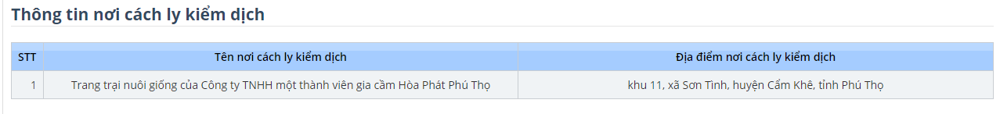 Thông tin nơi cách ly kiểm dịch
STT Tên nơi cách ly kiểm dịch Địa điểm nơi cách ly kiểm dịch
1 Trang trại nuôi giống của Công ty TNHH một thành viên gia cầm Hòa Phát Phú Thọ khu 11, xã Sơn Tình, huyện Cẩm Khê, tỉnh Phú Thọ